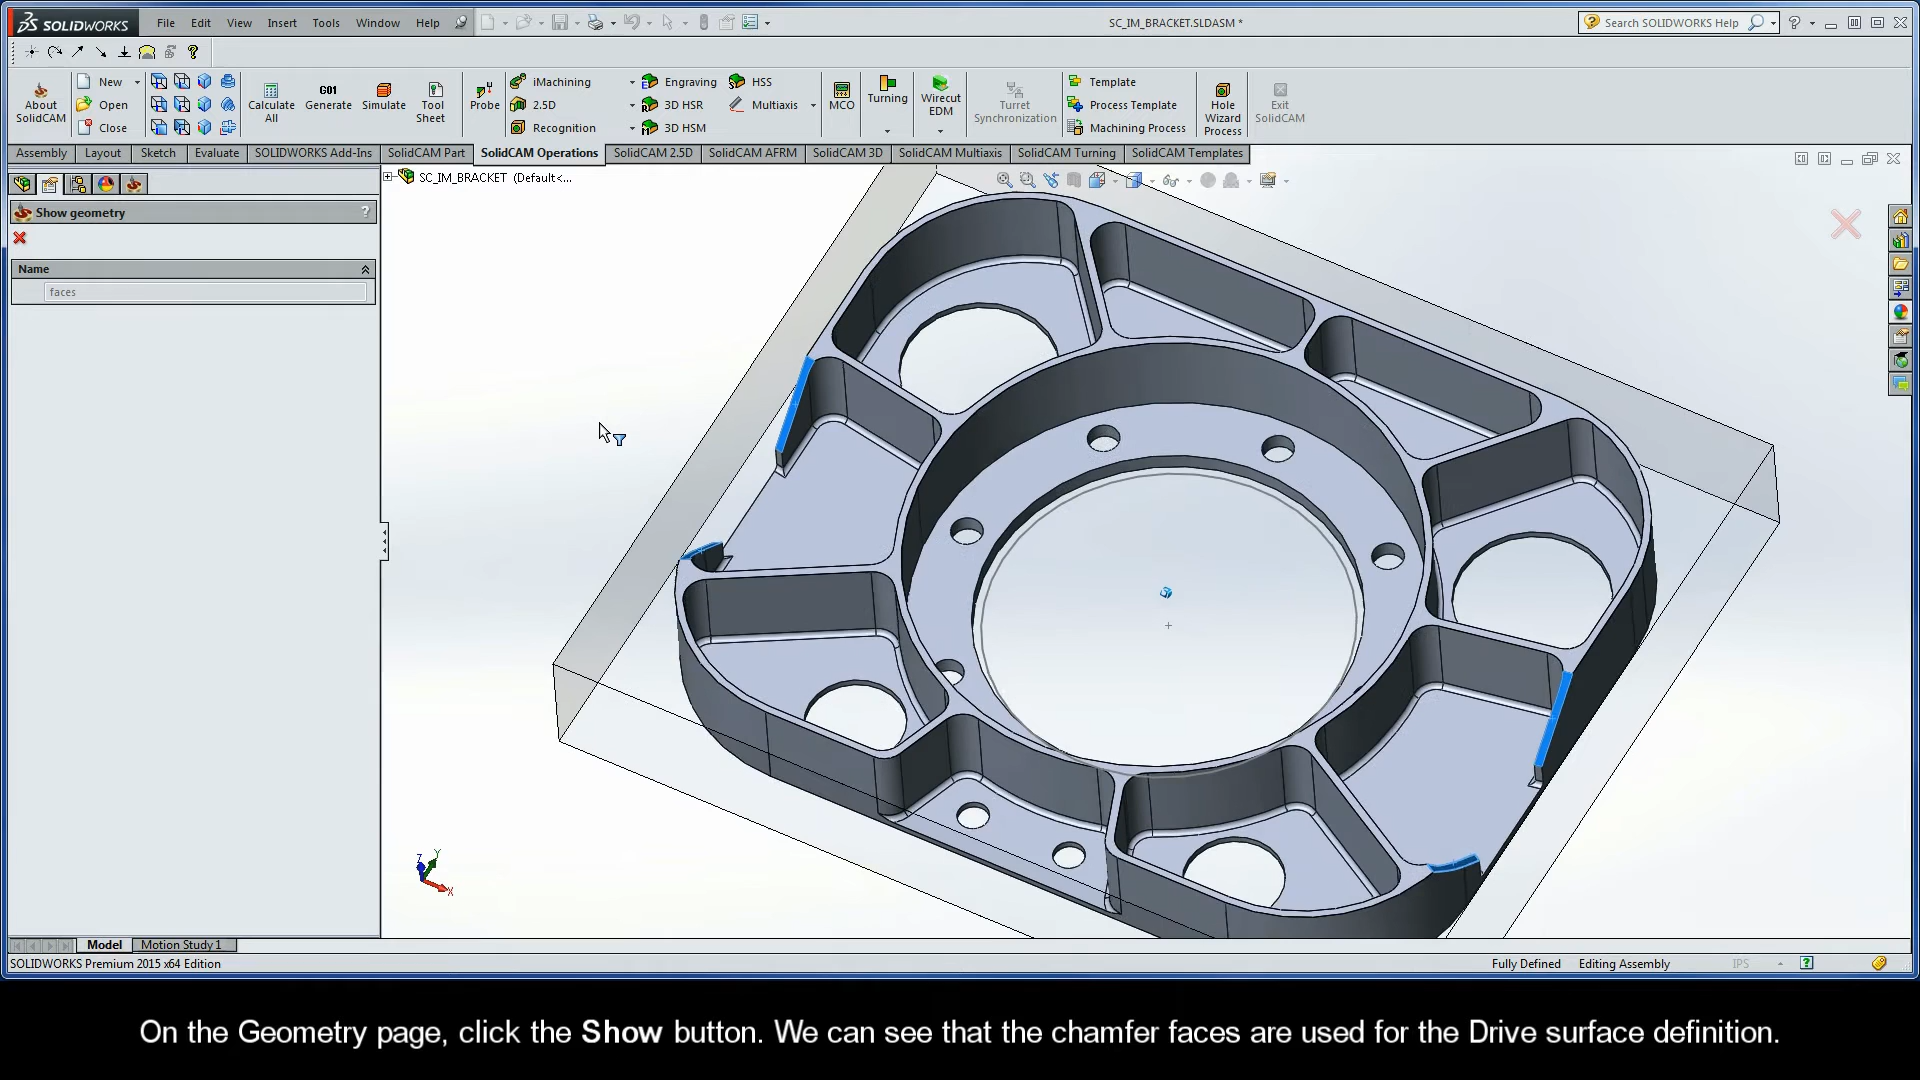 SOLIDWORKS File Edit View Insert Tools Window Help SC_IM_BRACKET.SLDASM * Search SOLIDWORKS Help
About SolidCAM
New
Open
Close
Calculate All
G01 Generate
Simulate
Tool Sheet
Probe
iMachining
2.5D
Recognition
Engraving
3D HSR
3D HSM
HSS
Multiaxis
MCO
Turning
Wirecut EDM
Turret Synchronization
Template
Process Template
Machining Process
Hole Wizard Process
Exit SolidCAM
Assembly Layout Sketch Evaluate SOLIDWORKS Add-Ins SolidCAM Part SolidCAM Operations SolidCAM 2.5D SolidCAM AFRM SolidCAM 3D SolidCAM Multiaxis SolidCAM Turning SolidCAM Templates
SC_IM_BRACKET (Default<...
Show geometry ?
Name
faces
Z Y X
Model Motion Study 1
SOLIDWORKS Premium 2015 x64 Edition Fully Defined Editing Assembly IPS
On the Geometry page, click the Show button. We can see that the chamfer faces are used for the Drive surface definition.